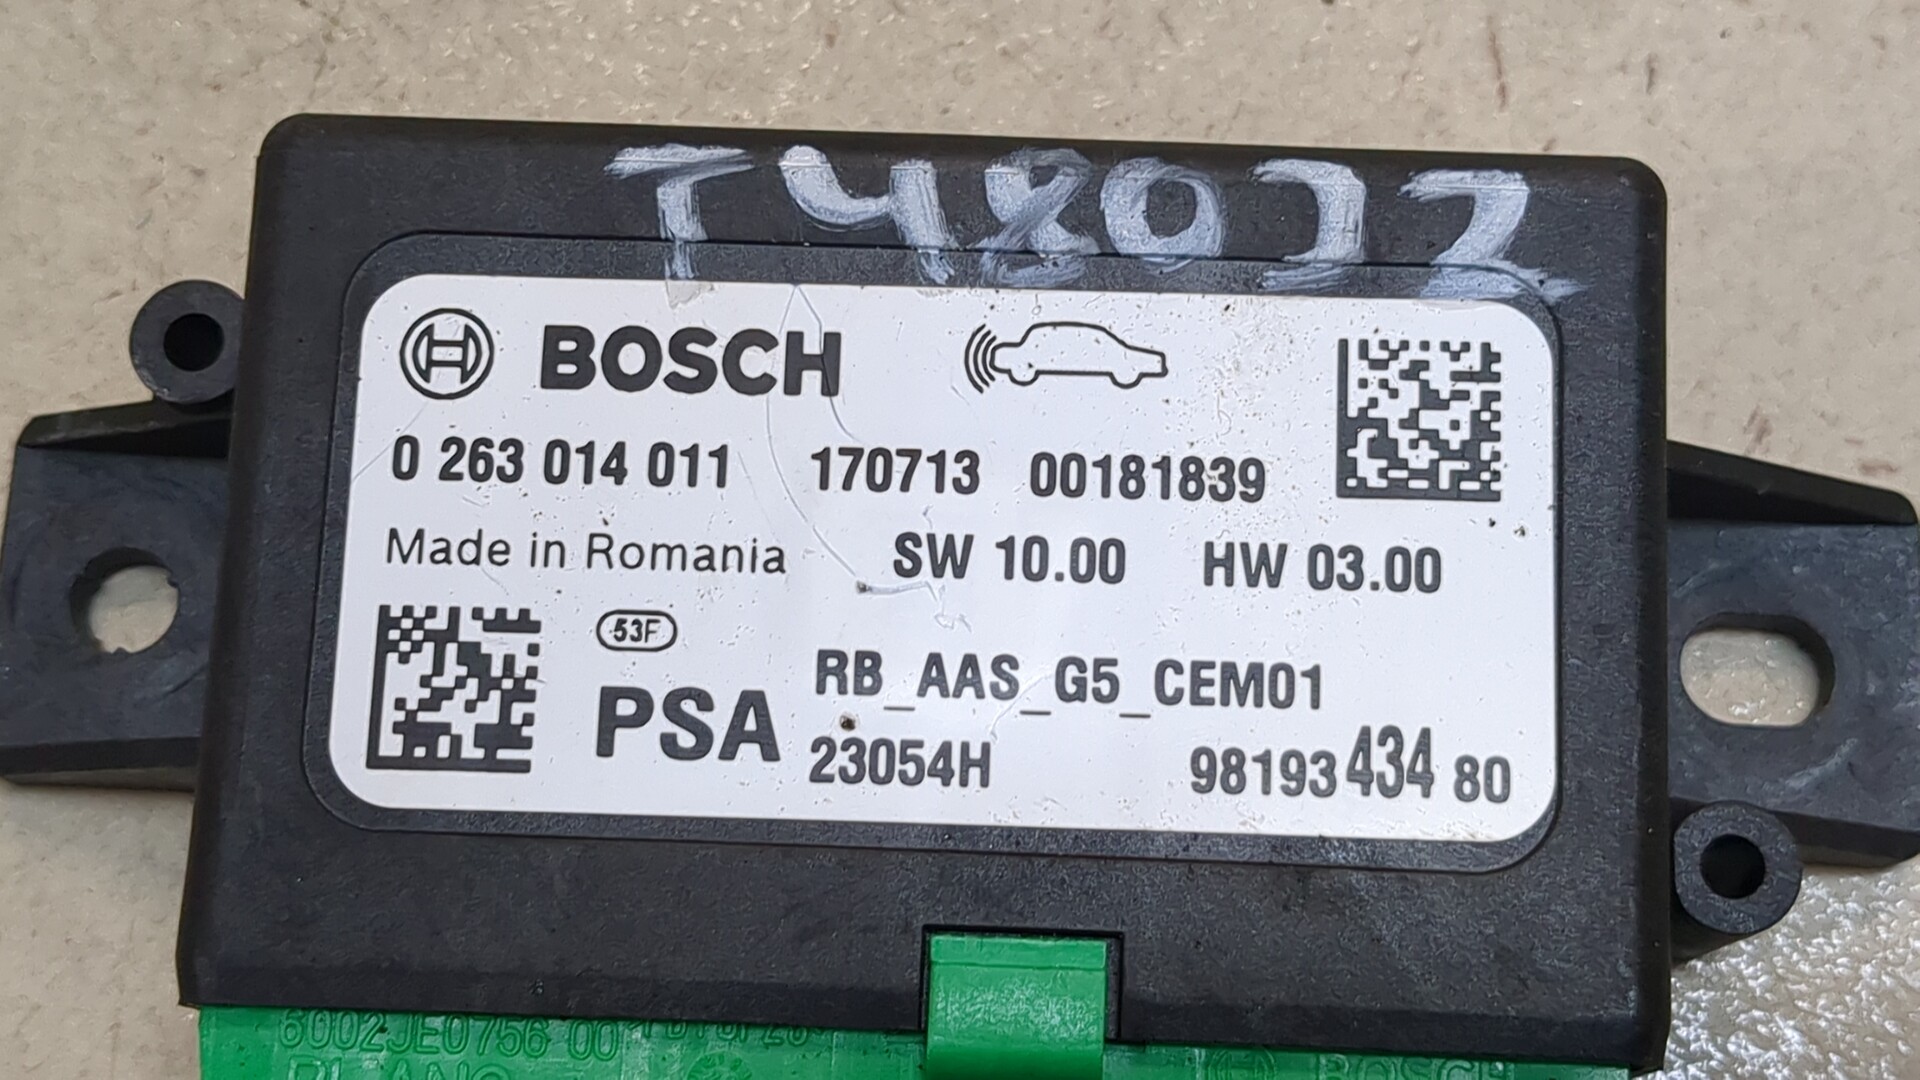 T48022
BOSCH
0 263 014 011 170713 00181839
Made in Romania SW 10.00 HW 03.00
53F
PSA RB_AAS_G5_CEM01
23054H 98193 434 80
6002JE0756 00
BOSCH